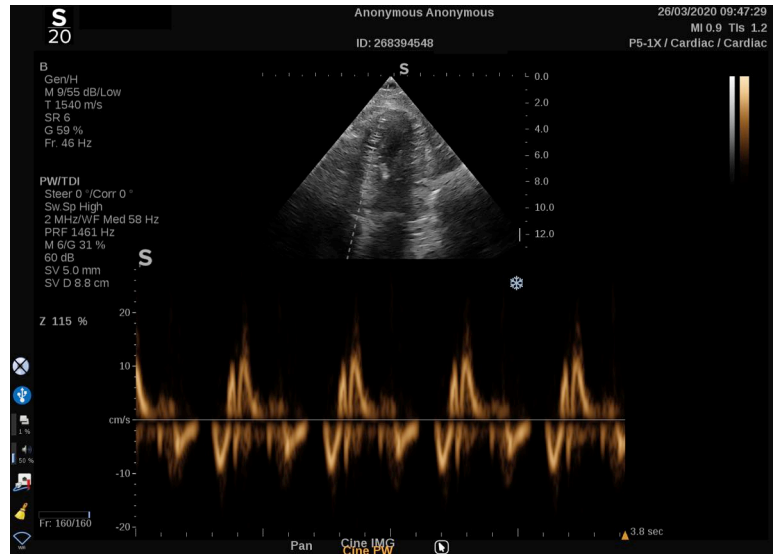 S
20
Anonymous Anonymous
26/03/2020 09:47:29
MI 0.9 TIs 1.2
ID: 268394548
P5-1X / Cardiac / Cardiac
B
Gen/H
M 9/55 dB/Low
T 1540 m/s
SR 6
G 59 %
Fr. 46 Hz
S
0.0
2.0
4.0
6.0
8.0
10.0
12.0
PW/TDI
Steer 0 °/Corr 0 °
Sw.Sp High
2 MHz/WF Med 58 Hz
PRF 1461 Hz
M 6/G 31 %
60 dB
SV 5.0 mm
SV D 8.8 cm
S
Z 115 %
20
10
cm/s
-10
-20
1 %
50 %
Fr: 160/160
3.8 sec
Pan
Cine IMG
Cine PW